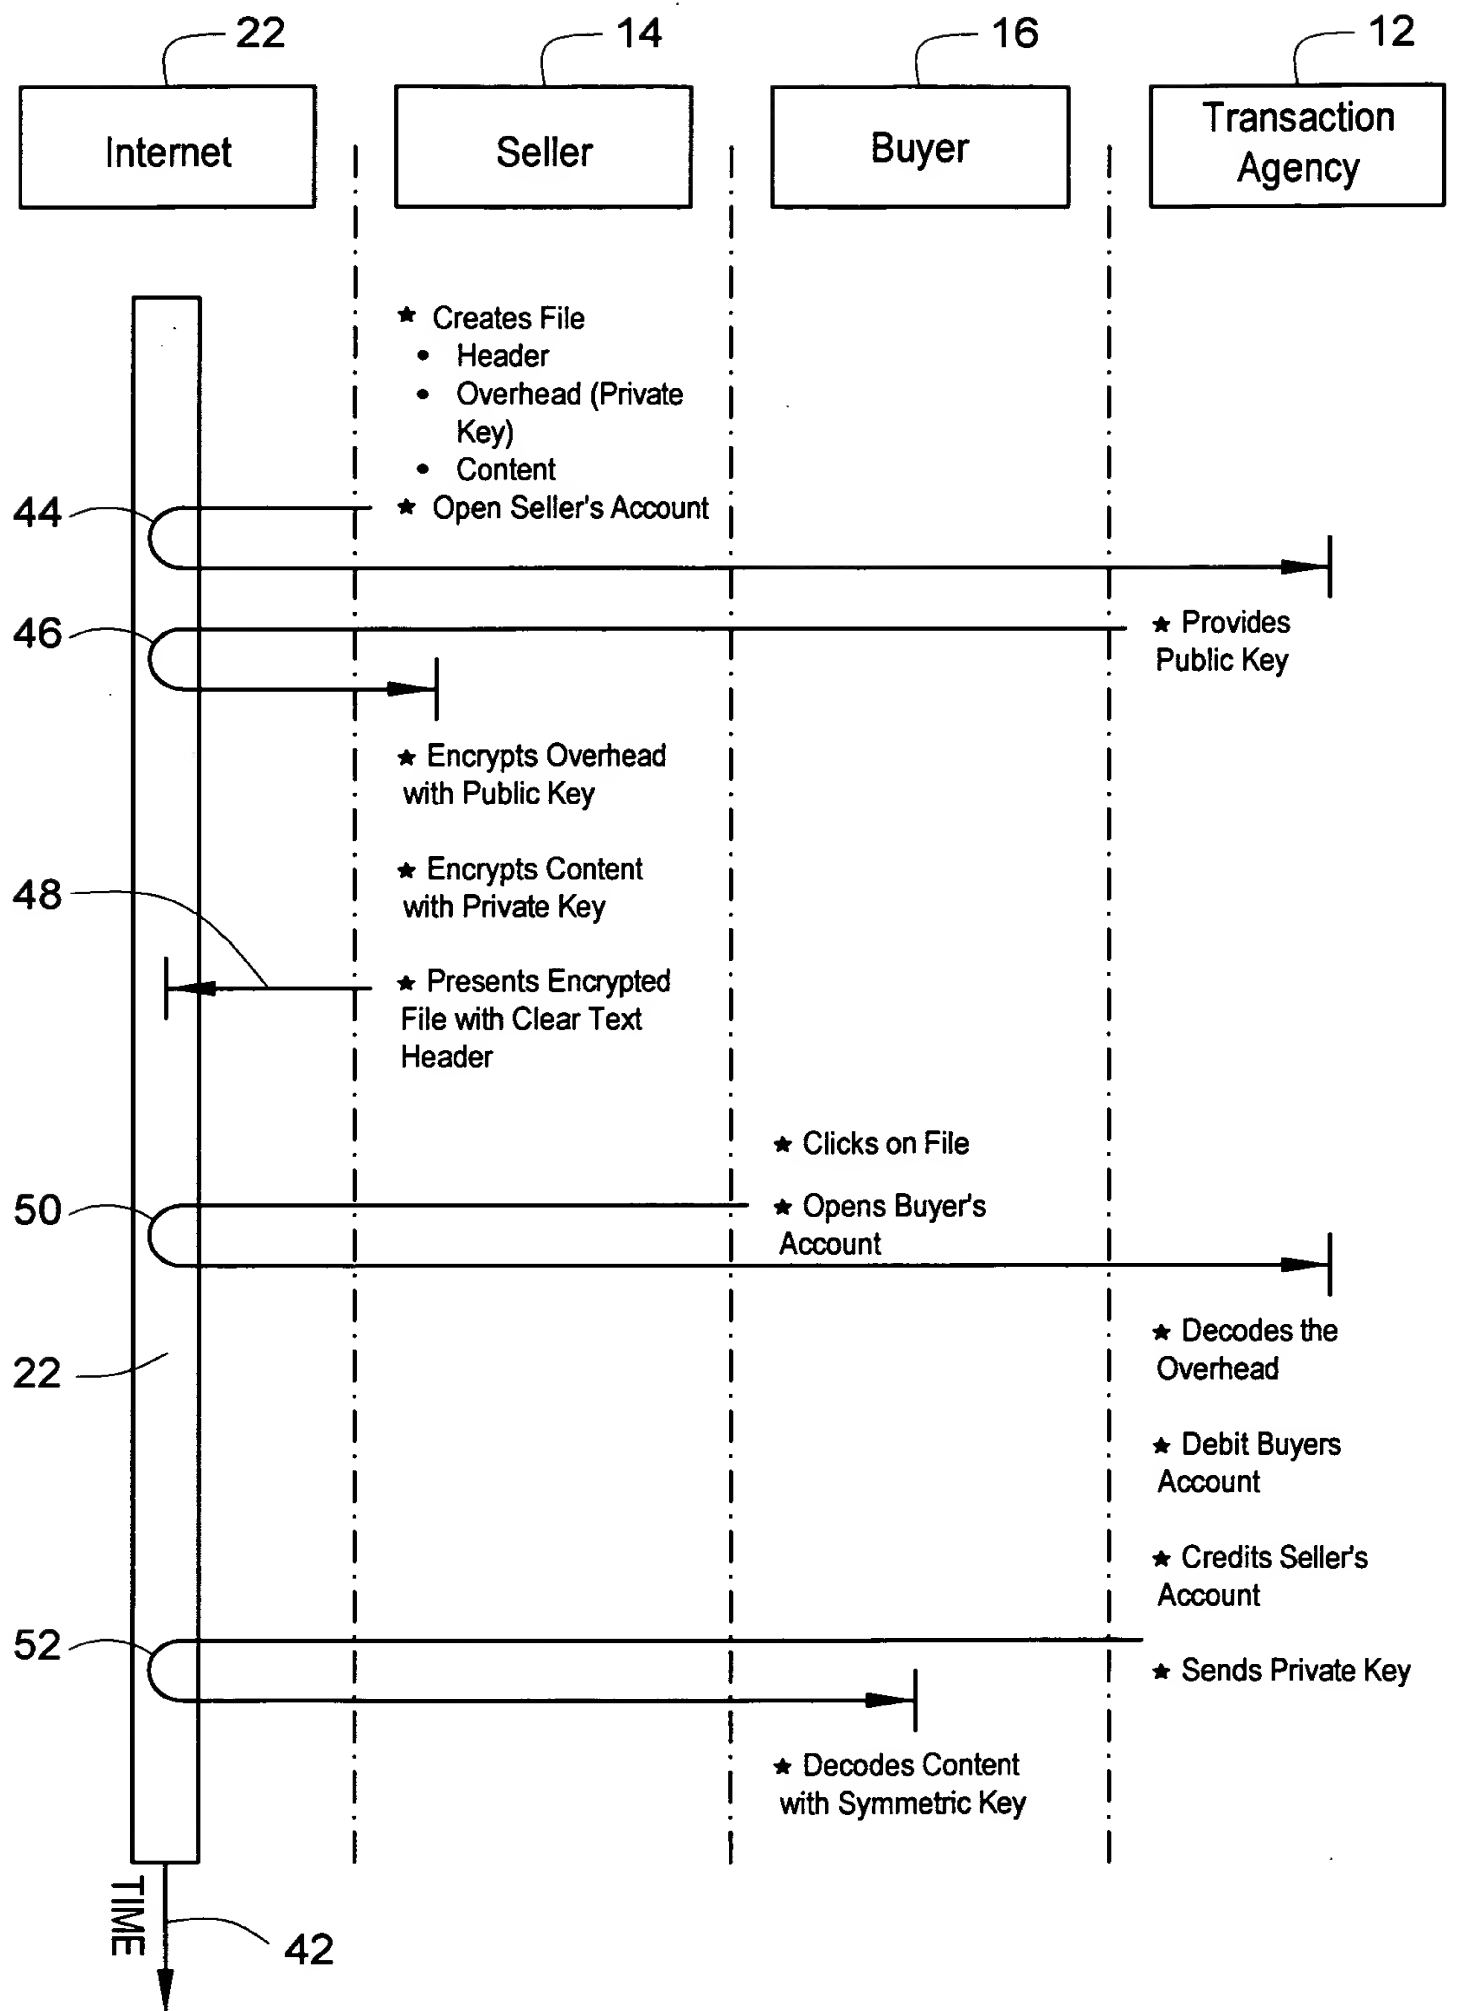 22
14
16
12
Internet
Seller
Buyer
Transaction
Agency
★ Creates File
• Header
• Overhead (Private
Key)
• Content
44
★ Open Seller's Account
46
★ Provides
Public Key
★ Encrypts Overhead
with Public Key
★ Encrypts Content
with Private Key
48
★ Presents Encrypted
File with Clear Text
Header
★ Clicks on File
50
★ Opens Buyer's
Account
★ Decodes the
Overhead
22
★ Debit Buyers
Account
★ Credits Seller's
Account
52
★ Sends Private Key
★ Decodes Content
with Symmetric Key
TIME
42